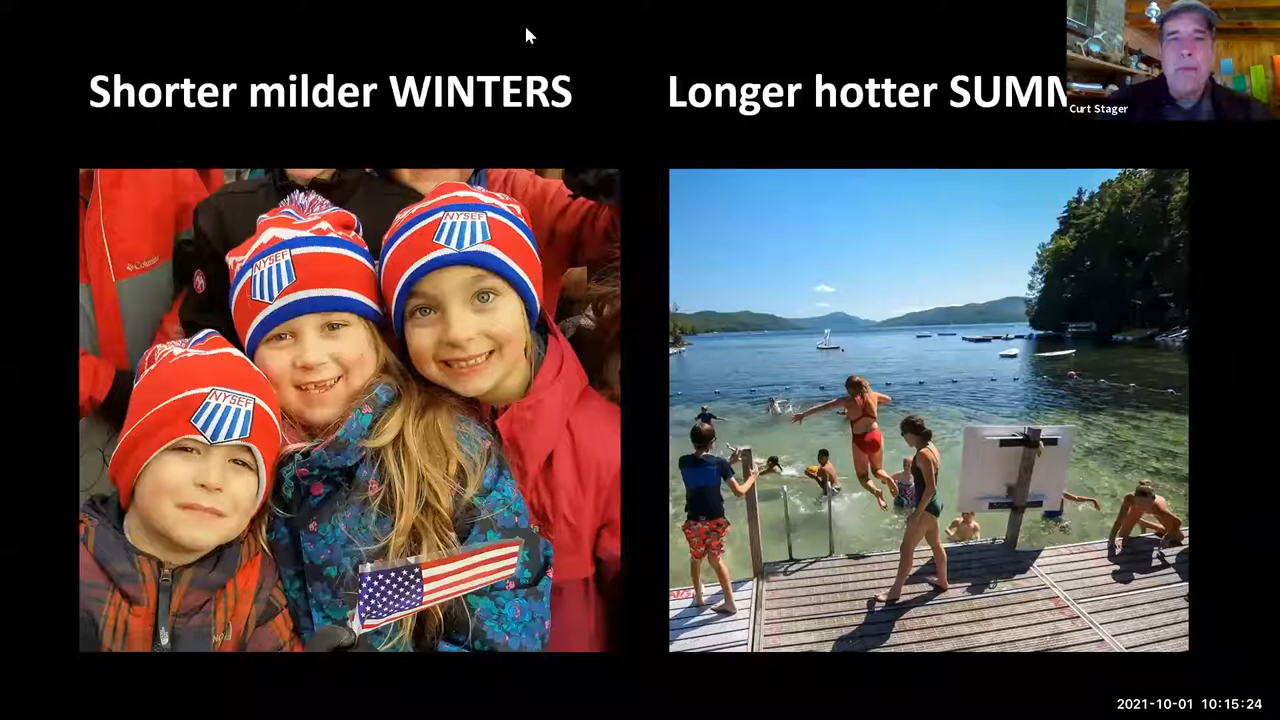 Shorter milder WINTERS
Longer hotter SUMM
Curt Stager
Columbia
NYSEF
NYSEF
NYSEF
2021-10-01 10:15:24